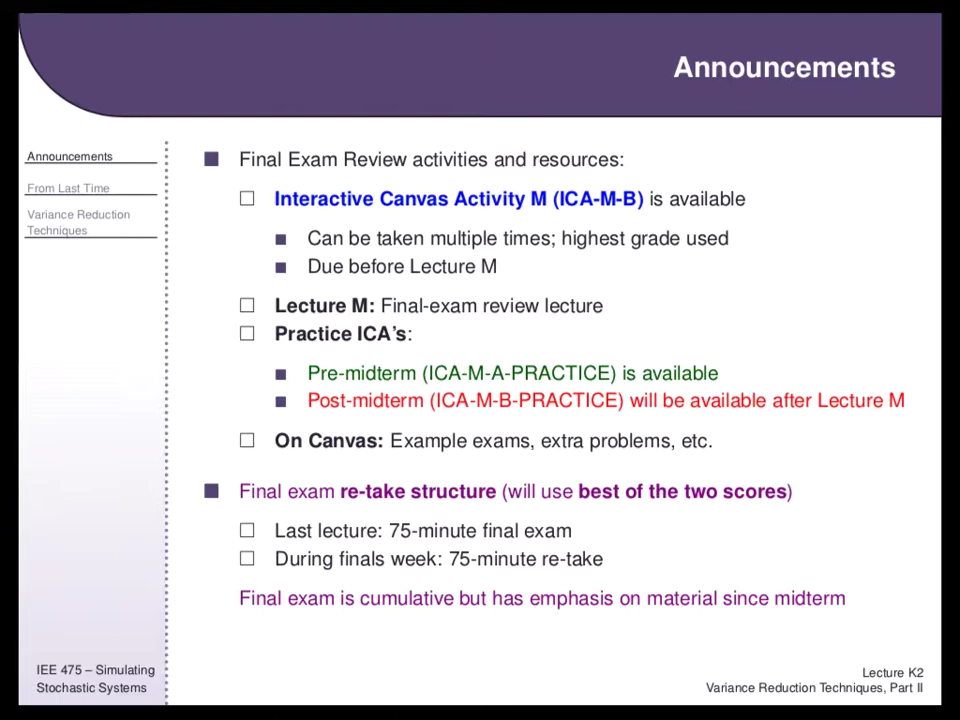 Announcements
Announcements
From Last Time
Variance Reduction
Techniques
Final Exam Review activities and resources:
Interactive Canvas Activity M (ICA-M-B) is available
Can be taken multiple times; highest grade used
Due before Lecture M
Lecture M: Final-exam review lecture
Practice ICA's:
Pre-midterm (ICA-M-A-PRACTICE) is available
Post-midterm (ICA-M-B-PRACTICE) will be available after Lecture M
On Canvas: Example exams, extra problems, etc.
Final exam re-take structure (will use best of the two scores)
Last lecture: 75-minute final exam
During finals week: 75-minute re-take
Final exam is cumulative but has emphasis on material since midterm
IEE 475 – Simulating
Stochastic Systems
Lecture K2
Variance Reduction Techniques, Part II